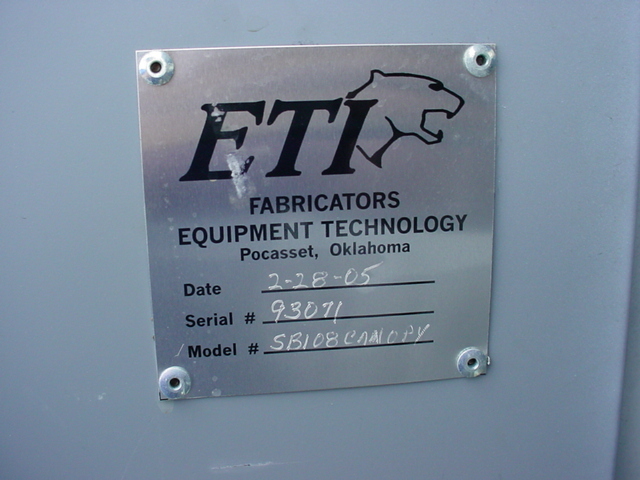 ETI
FABRICATORS
EQUIPMENT TECHNOLOGY
Pocasset, Oklahoma
Date 2-28-05
Serial # 93071
Model # SB108CANOPY